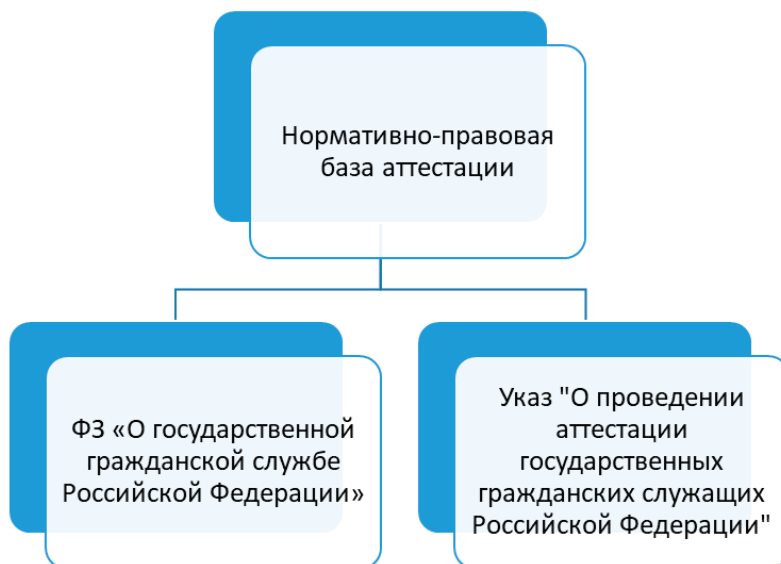 Нормативно-правовая
база аттестации
ФЗ «О государственной
гражданской службе
Российской Федерации»
Указ "О проведении
аттестации
государственных
гражданских служащих
Российской Федерации"